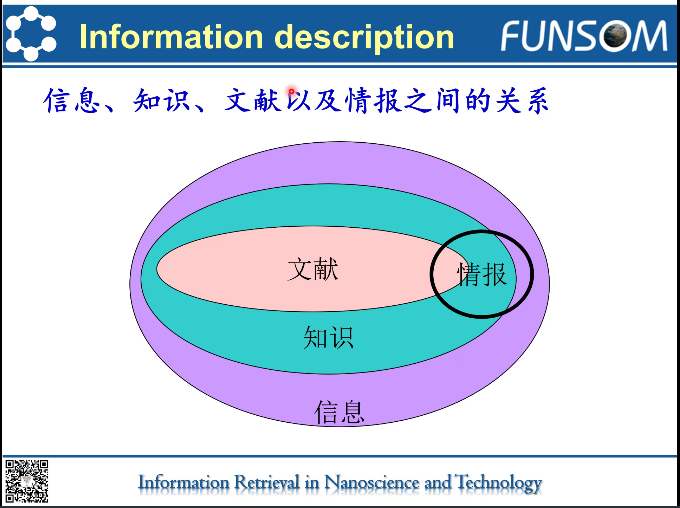 Information description
FUNSOM
信息、知识、文献以及情报之间的关系
文献
情报
知识
信息
Information Retrieval in Nanoscience and Technology